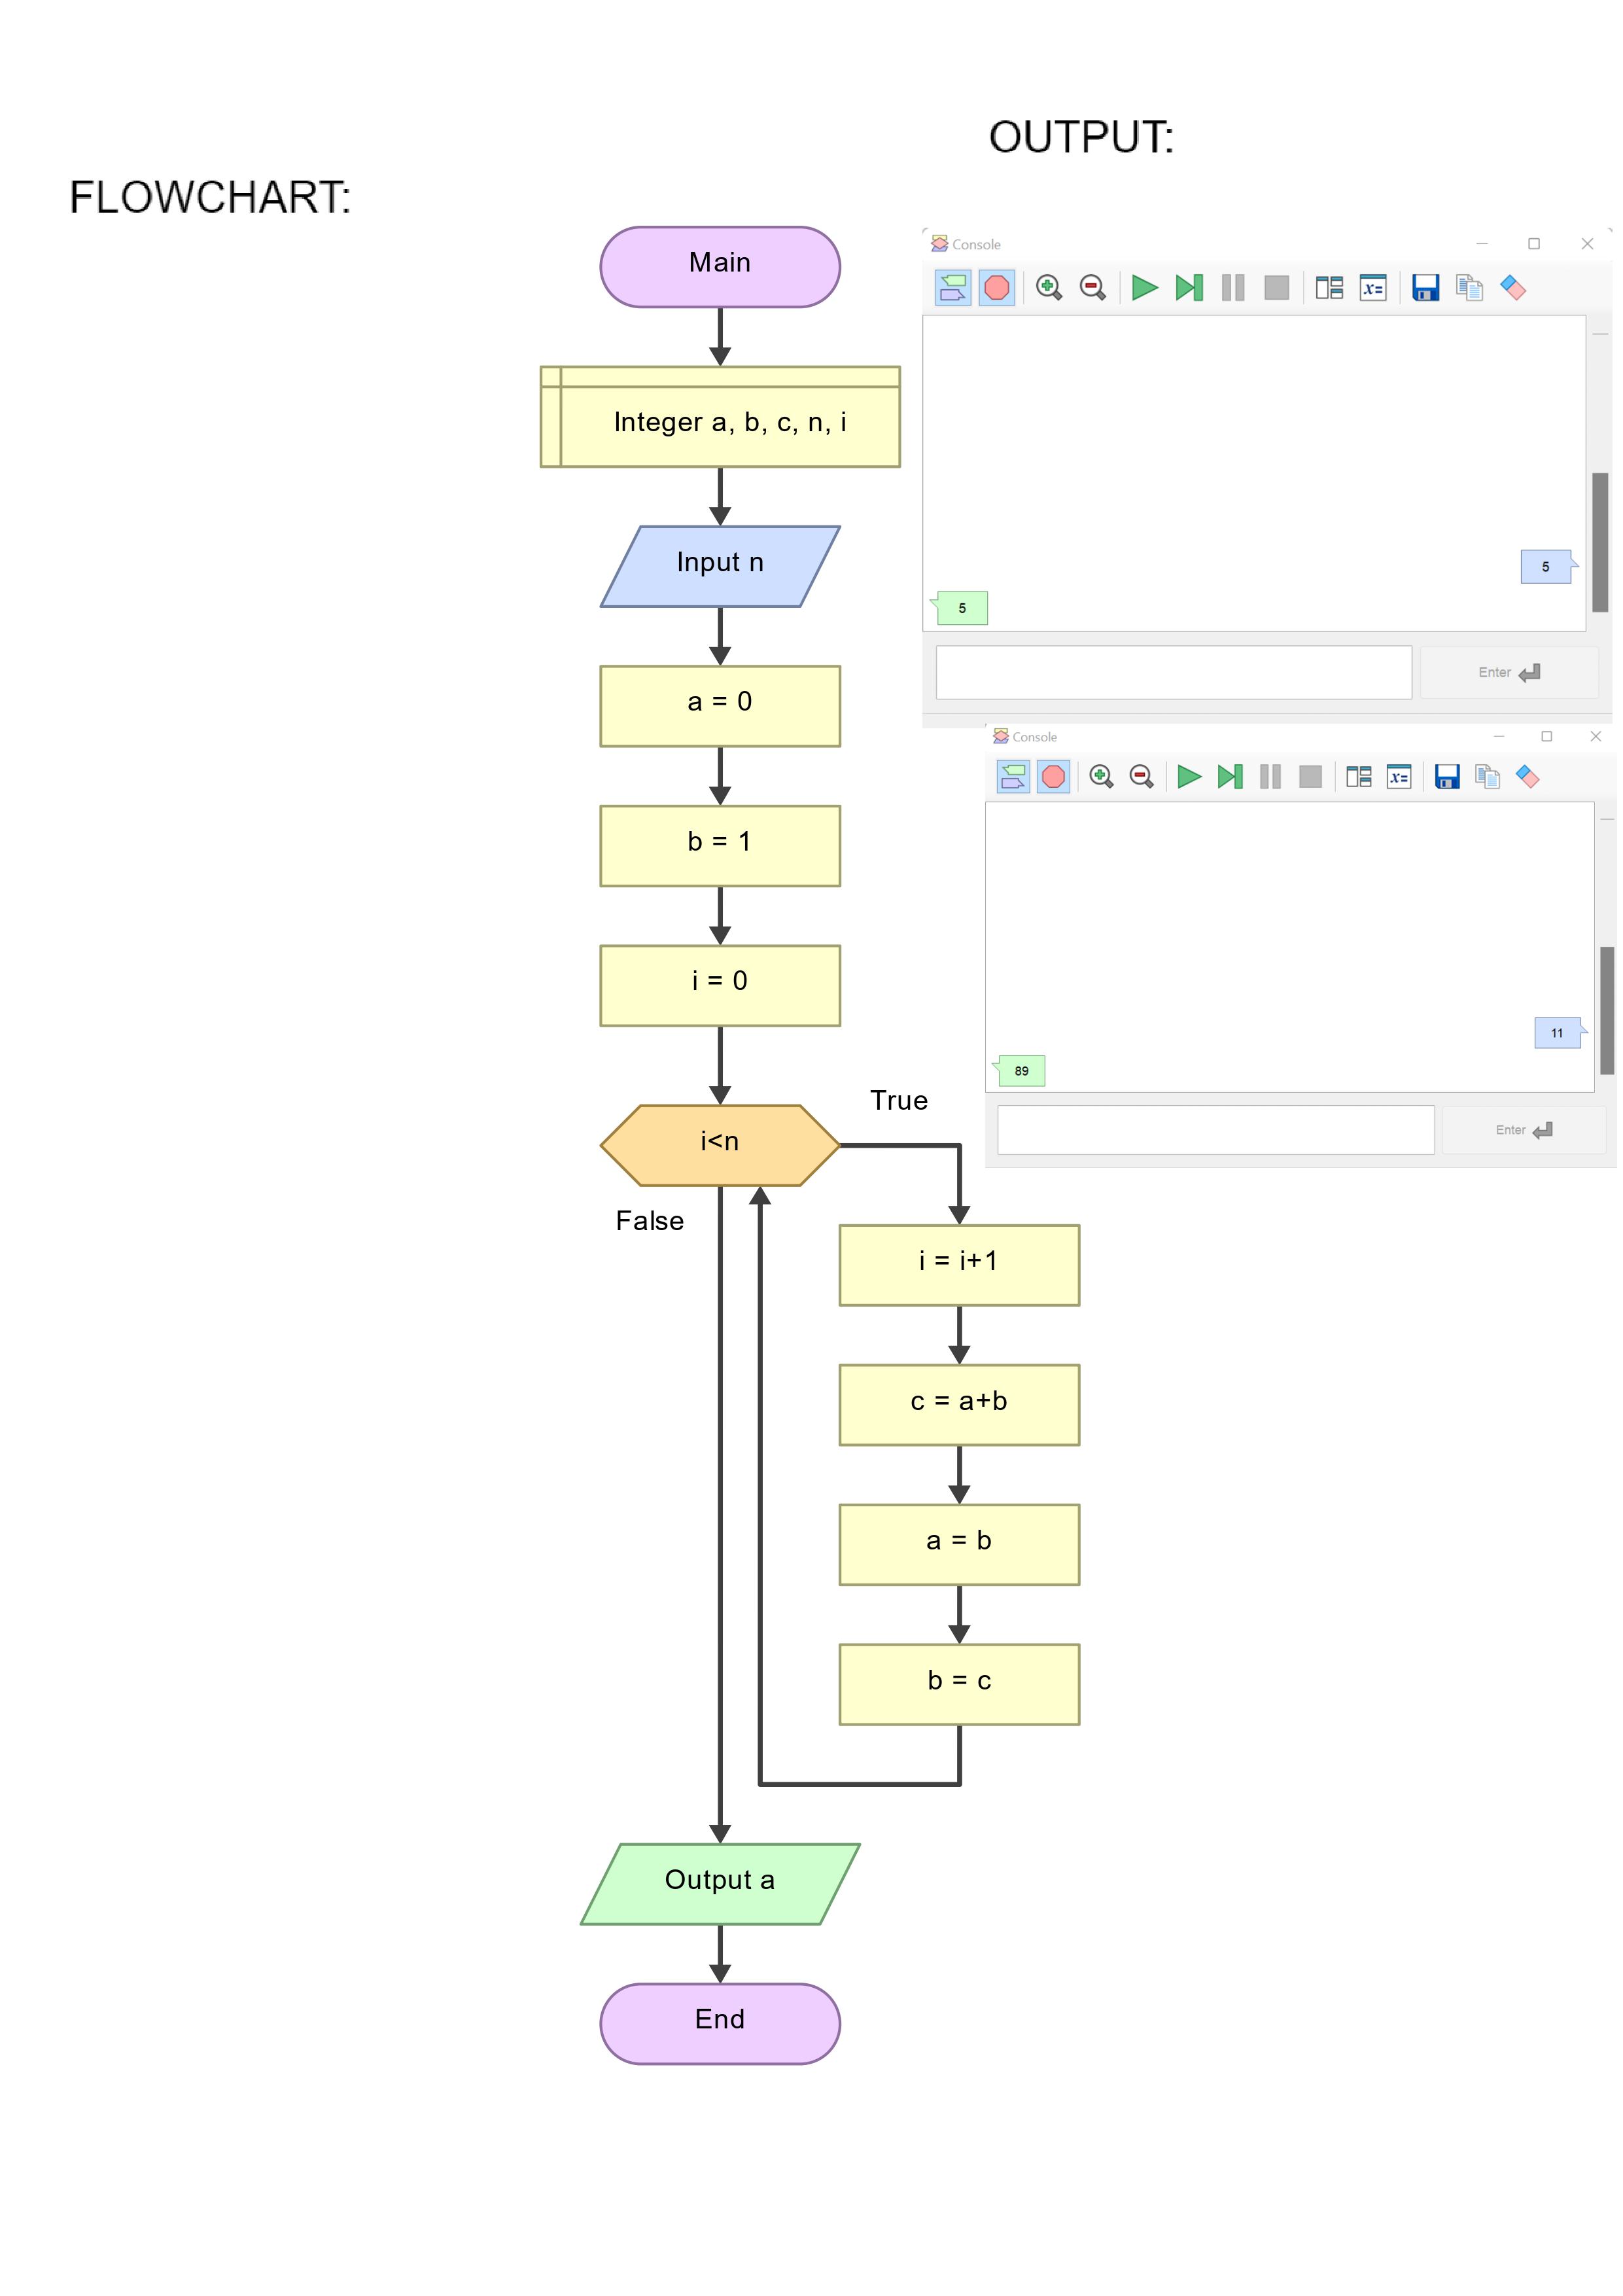 OUTPUT:
FLOWCHART:
Main
Integer a, b, c, n, i
Input n
a = 0
b = 1
i = 0
i<n
True
False
i = i+1
c = a+b
a = b
b = c
Output a
End
Console
x=
5
5
Enter
Console
x=
11
89
Enter